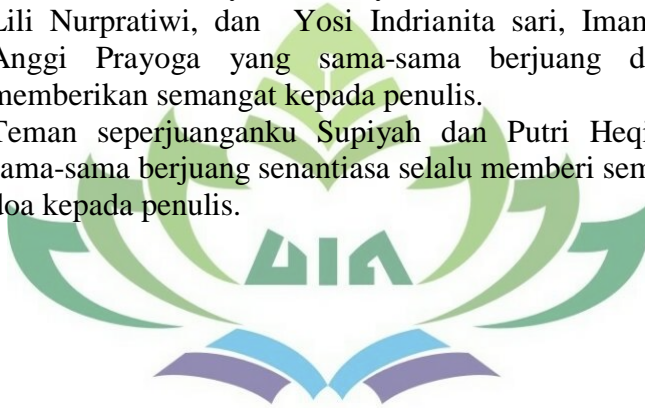 Lili Nurpratiwi, dan Yosi Indrianita sari, Iman
Anggi Prayoga yang sama-sama berjuang d
memberikan semangat kepada penulis.
Teman seperjuanganku Supiyah dan Putri Heqi
sama-sama berjuang senantiasa selalu memberi sem
doa kepada penulis.
UIN